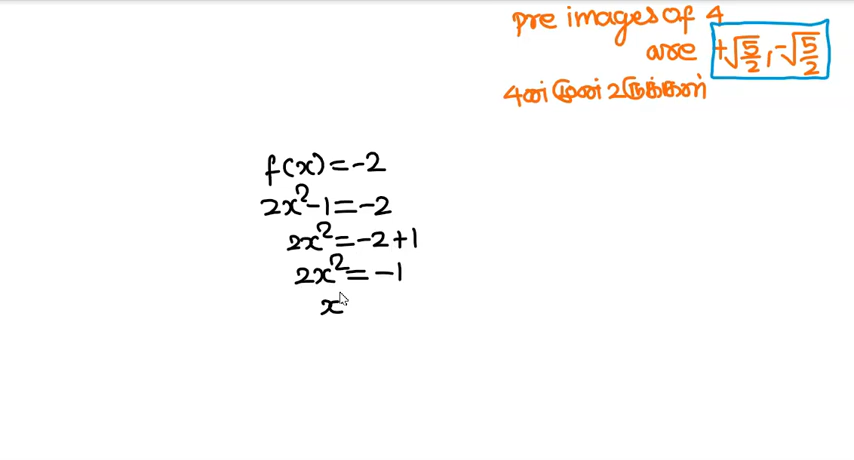 pre images of 4
are +√5/2, -√5/2
4ன் முன் உருக்கள்
f(x) = -2
2x² - 1 = -2
2x² = -2 + 1
2x² = -1
x